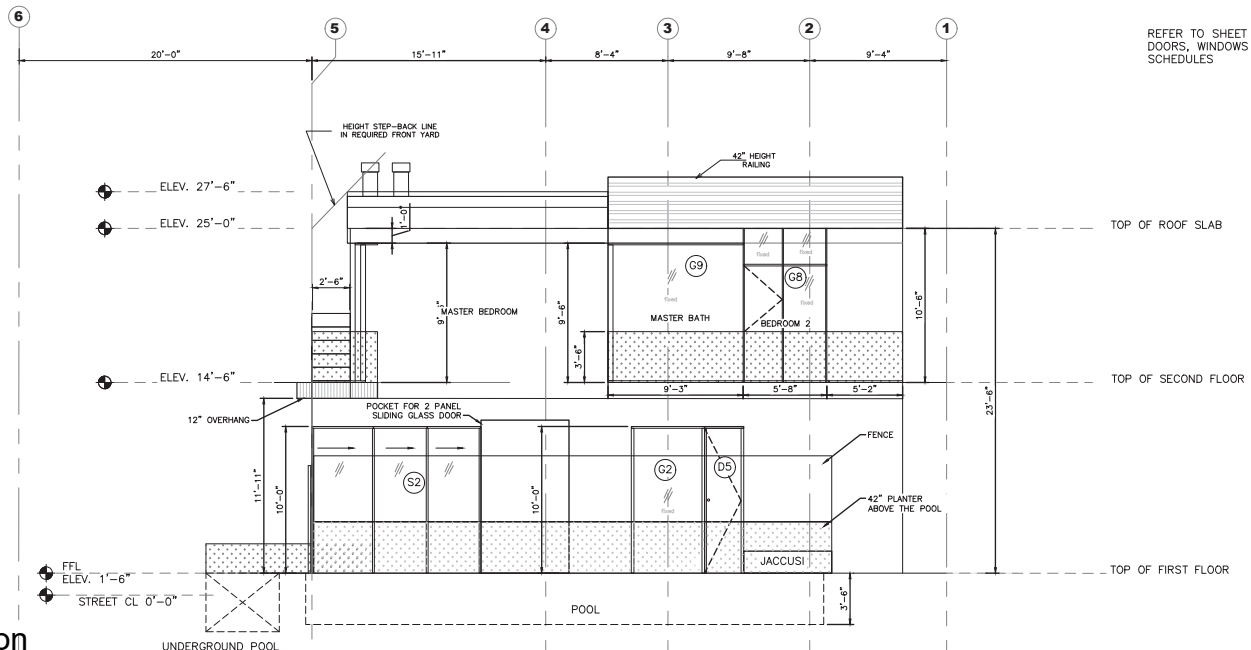 6
5
4
3
2
1
20'-0"
15'-11"
8'-4"
9'-8"
9'-4"
REFER TO SHEET
DOORS, WINDOWS
SCHEDULES
HEIGHT STEP-BACK LINE
IN REQUIRED FRONT YARD
42" HEIGHT
RAILING
ELEV. 27'-6"
ELEV. 25'-0"
TOP OF ROOF SLAB
1'-0"
fixed
fixed
G9
G8
fixed
fixed
2'-6"
MASTER BEDROOM
9'-6"
MASTER BATH
BEDROOM 2
10'-6"
3'-6"
ELEV. 14'-6"
TOP OF SECOND FLOOR
9'-3"
5'-8"
5'-2"
23'-6"
12" OVERHANG
POCKET FOR 2 PANEL
SLIDING GLASS DOOR
FENCE
S2
G2
D5
fixed
11'-11"
10'-0"
10'-0"
42" PLANTER
ABOVE THE POOL
JACCUSI
FFL
ELEV. 1'-6"
TOP OF FIRST FLOOR
STREET CL 0'-0"
POOL
3'-6"
on
UNDERGROUND POOL